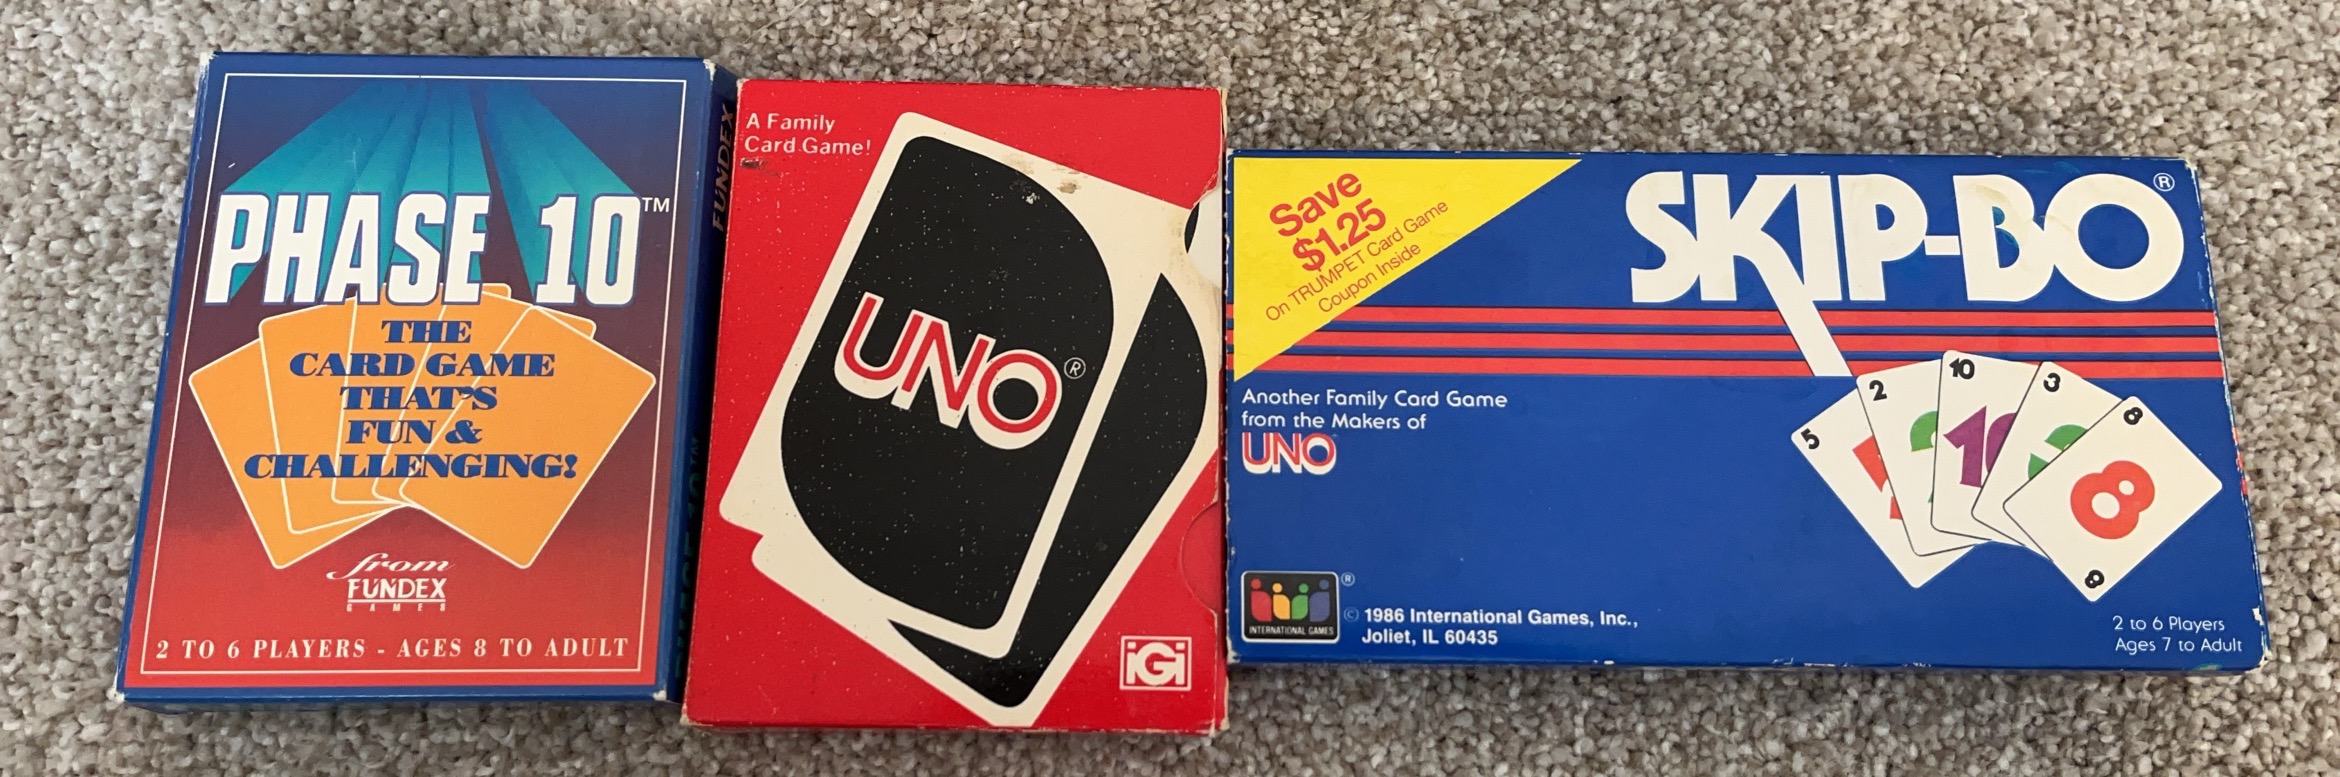 PHASE 10™
THE
CARD GAME
THAT'S
FUN &
CHALLENGING!
from
FUNDEX
GAMES
2 TO 6 PLAYERS - AGES 8 TO ADULT
FUNDEX
A Family
Card Game!
UNO®
iGi
Save
$1.25
On TRUMPET Card Game
Coupon Inside
SKIP-BO®
Another Family Card Game
from the Makers of
UNO
5
2
10
3
8
2
10
8
8
INTERNATIONAL GAMES
®
© 1986 International Games, Inc.,
Joliet, IL 60435
2 to 6 Players
Ages 7 to Adult